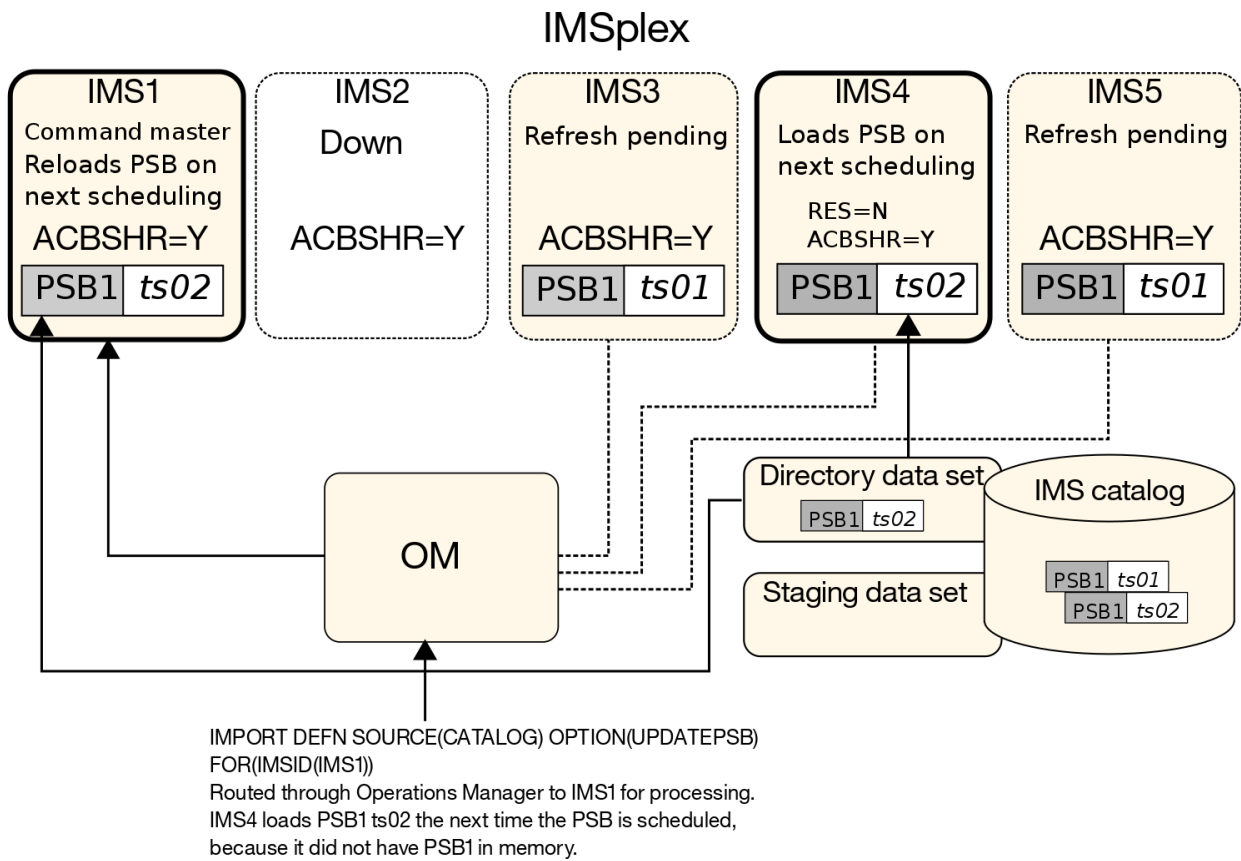 IMSplex
IMS1
Command master
Reloads PSB on
next scheduling
ACBSHR=Y
PSB1 ts02
IMS2
Down
ACBSHR=Y
IMS3
Refresh pending
ACBSHR=Y
PSB1 ts01
IMS4
Loads PSB on
next scheduling
RES=N
ACBSHR=Y
PSB1 ts02
IMS5
Refresh pending
ACBSHR=Y
PSB1 ts01
OM
Directory data set
PSB1 ts02
Staging data set
IMS catalog
PSB1 ts01
PSB1 ts02
IMPORT DEFN SOURCE(CATALOG) OPTION(UPDATEPSB)
FOR(IMSID(IMS1))
Routed through Operations Manager to IMS1 for processing.
IMS4 loads PSB1 ts02 the next time the PSB is scheduled,
because it did not have PSB1 in memory.